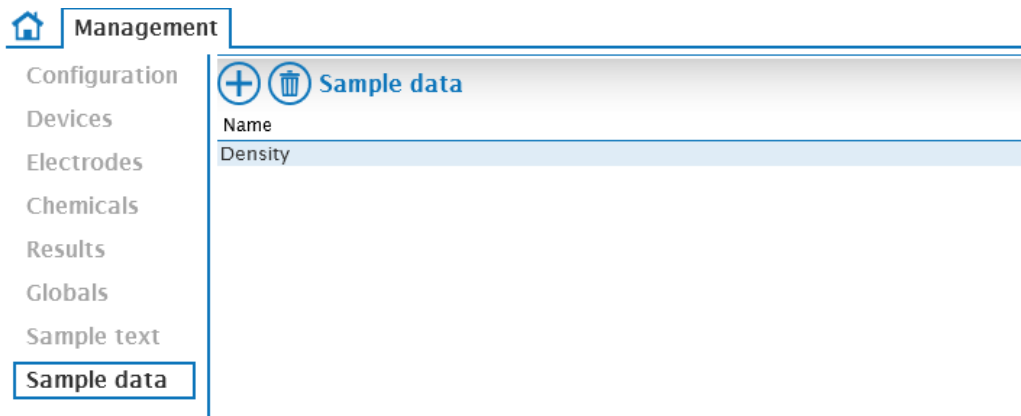 Management
Configuration
Devices
Electrodes
Chemicals
Results
Globals
Sample text
Sample data
Sample data
Name
Density